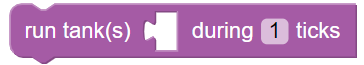 run tank(s) during 1 ticks